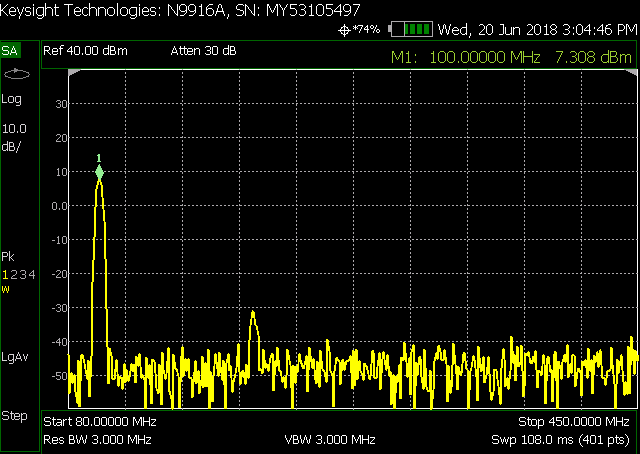 Keysight Technologies: N9916A, SN: MY53105497
*74% Wed, 20 Jun 2018 3:04:46 PM
SA Ref 40.00 dBm Atten 30 dB
M1: 100.00000 MHz 7.308 dBm
Log
10.0
dB/
30
20
1
10
0.0
-10
-20
-30
-40
-50
Pk
1 2 3 4
W
LgAv
Step
Start 80.00000 MHz Stop 450.0000 MHz
Res BW 3.000 MHz VBW 3.000 MHz Swp 108.0 ms (401 pts)